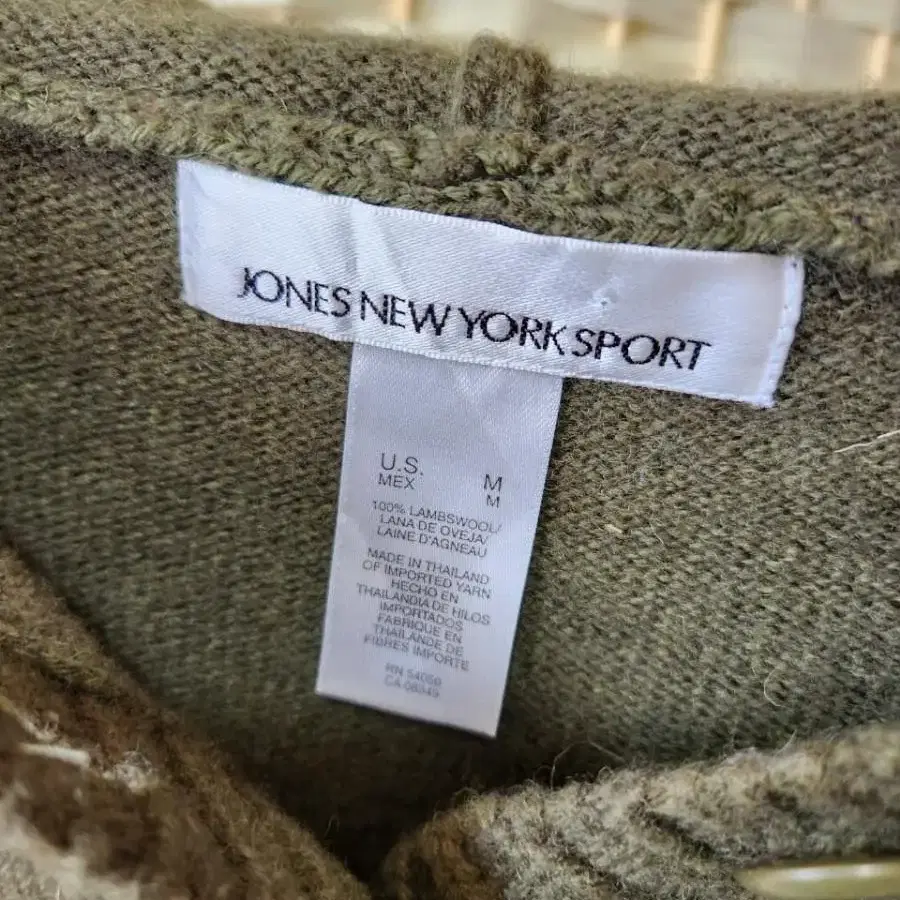 JONES NEW YORK SPORT
U.S. M
MEX M
100% LAMBSWOOL/
LANA DE OVEJA/
LAINE D'AGNEAU
MADE IN THAILAND
OF IMPORTED YARN
HECHO EN
THAILANDIA DE HILOS
IMPORTADOS
FABRIQUE EN
THAILANDE DE
FIBRES IMPORTE
RN 54050
CA